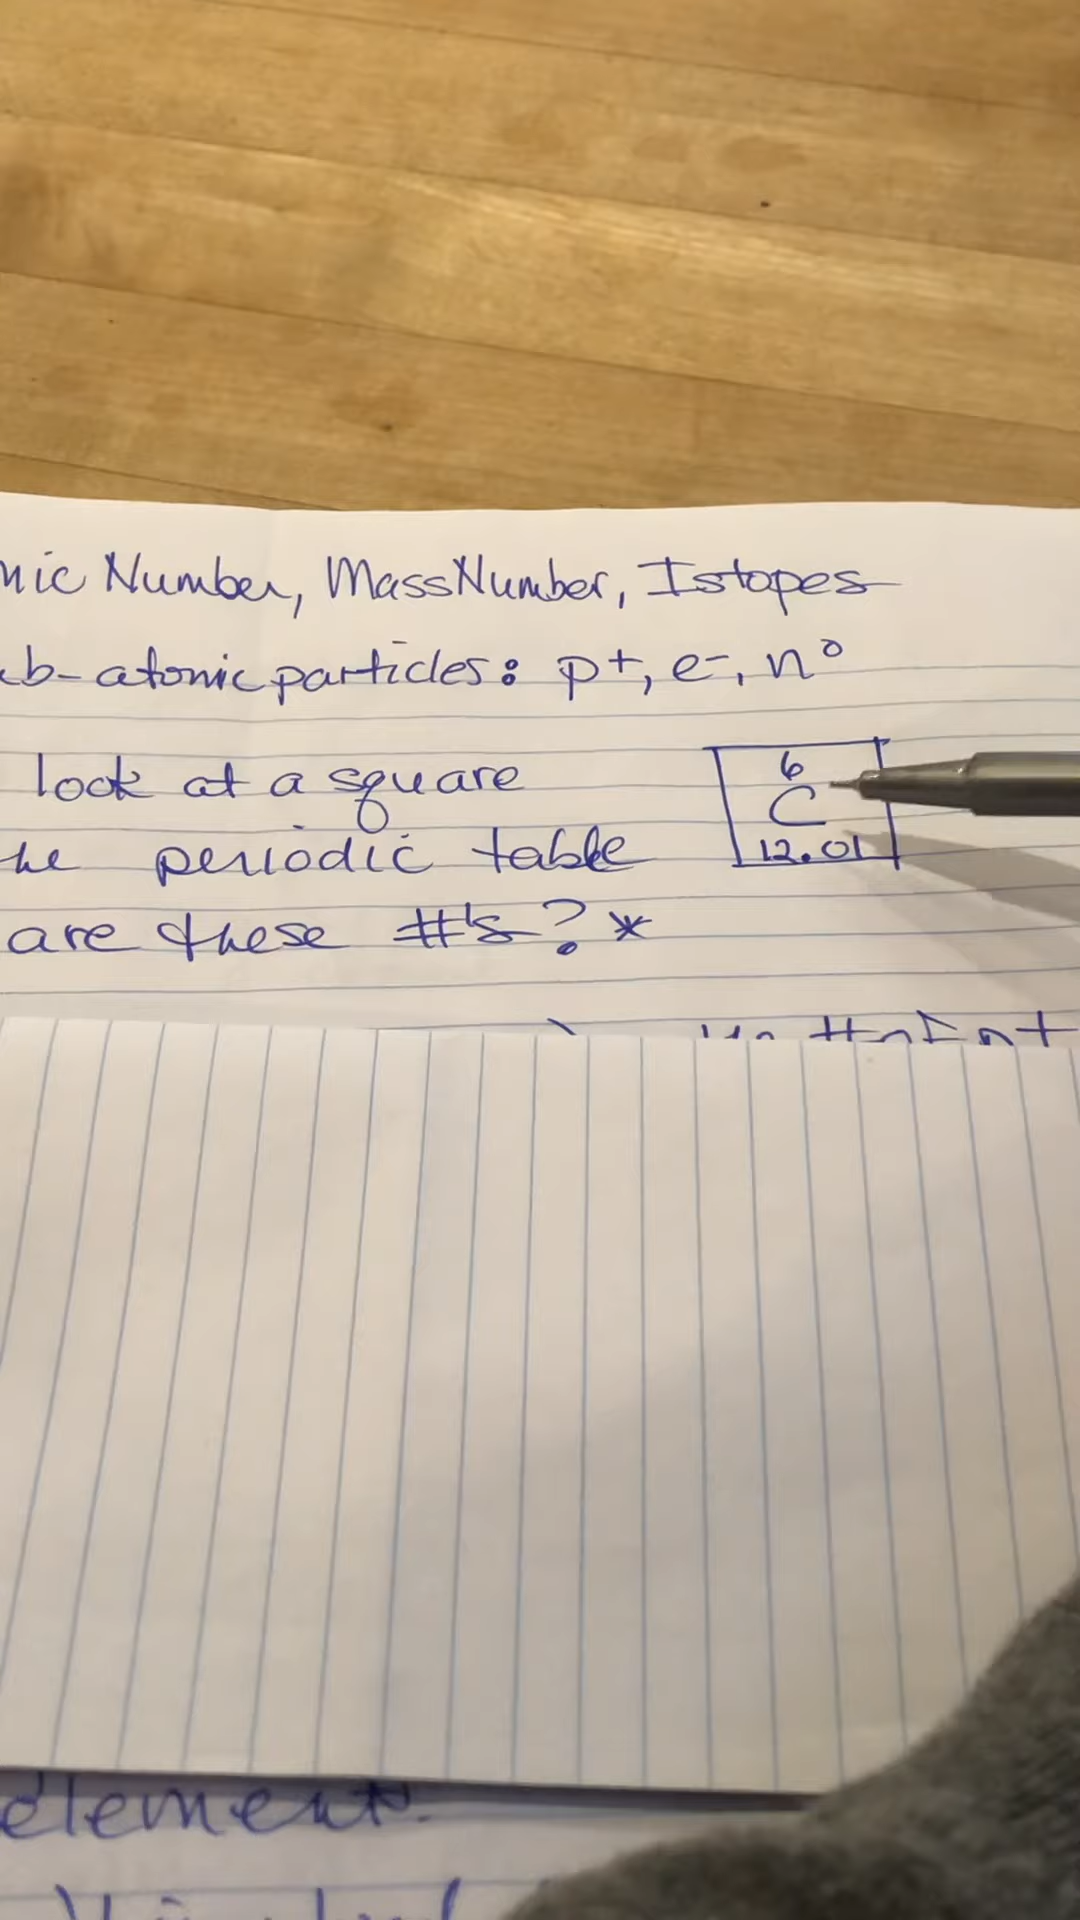 mic Number, Mass Number, Istopes
ub-atomic particles: p+, e-, n°
look at a square
he periodic table
are these #'s? *
6
C
12.01
element